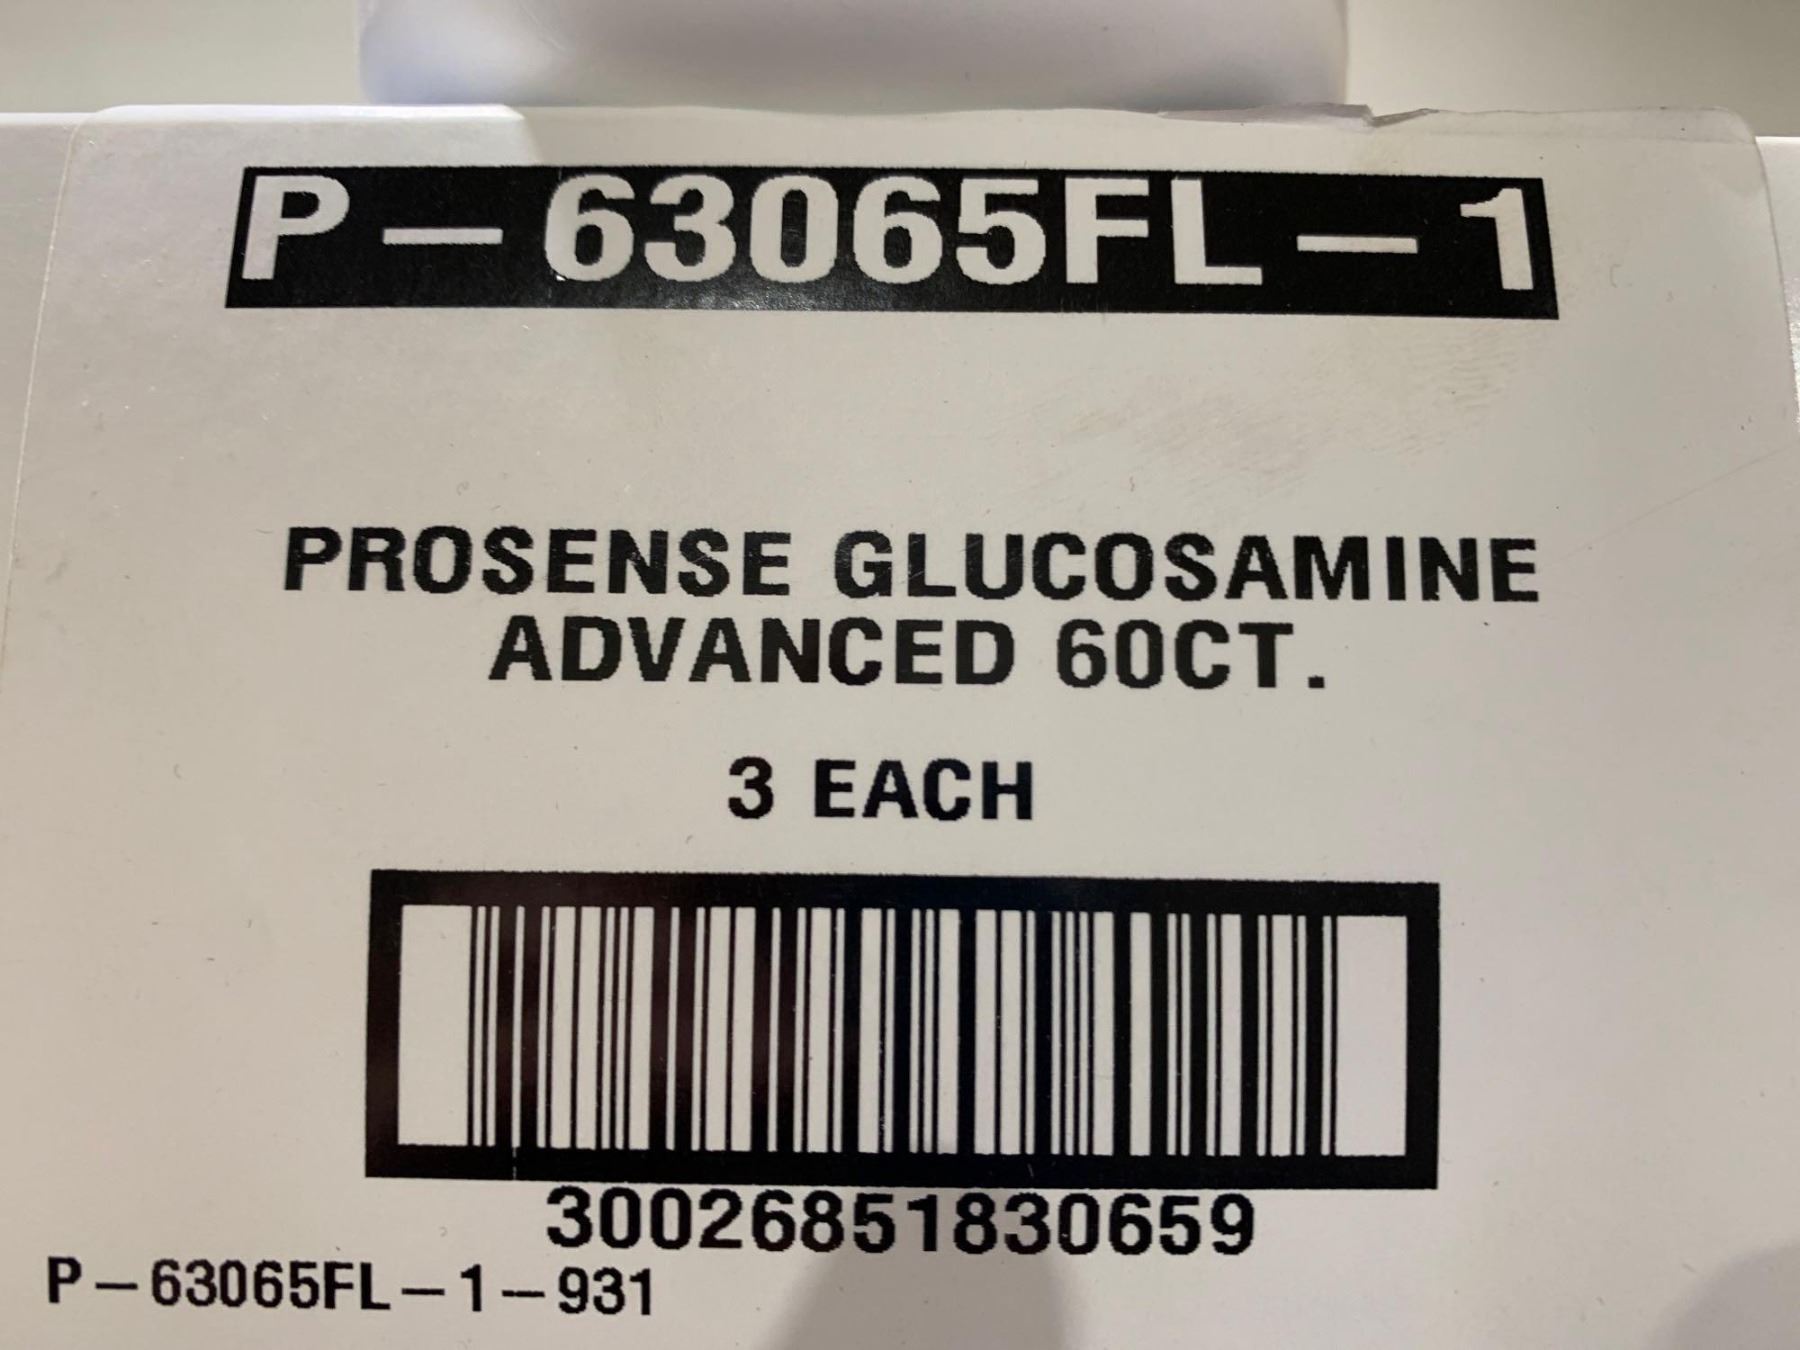 P-63065FL-1
PROSENSE GLUCOSAMINE
ADVANCED 60CT.
3 EACH
30026851830659
P-63065FL-1-931